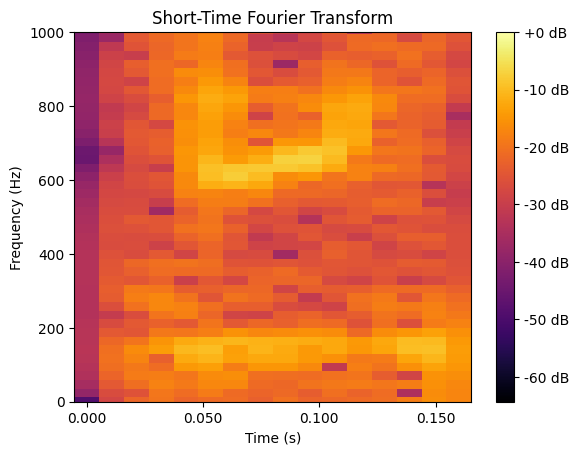 Short-Time Fourier Transform
1000
800
600
400
200
0
Frequency (Hz)
0.000
0.050
0.100
0.150
Time (s)
+0 dB
-10 dB
-20 dB
-30 dB
-40 dB
-50 dB
-60 dB